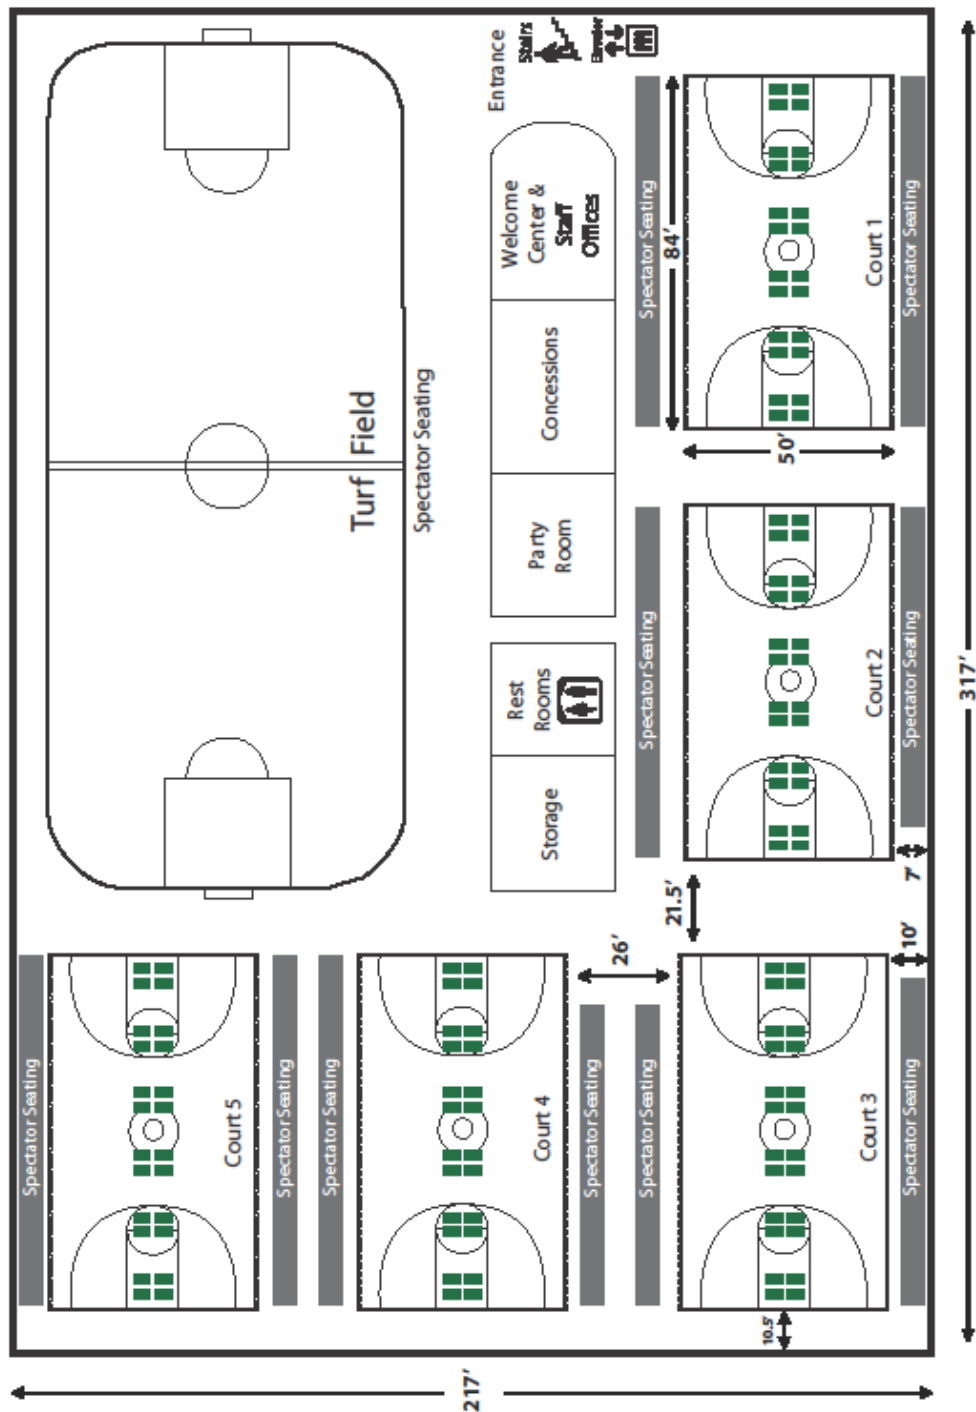 Entrance
Stairs
Elevator
Welcome
Center &
Staff
Offices
Concessions
Party
Room
Rest
Rooms
Storage
Turf Field
Spectator Seating
Spectator Seating
84'
Court 1
Spectator Seating
50'
Spectator Seating
Court 2
Spectator Seating
7'
21.5'
10'
26'
317'
Spectator Seating
Court 5
Spectator Seating
Spectator Seating
Court 4
Spectator Seating
Spectator Seating
Court 3
Spectator Seating
10.5'
217'